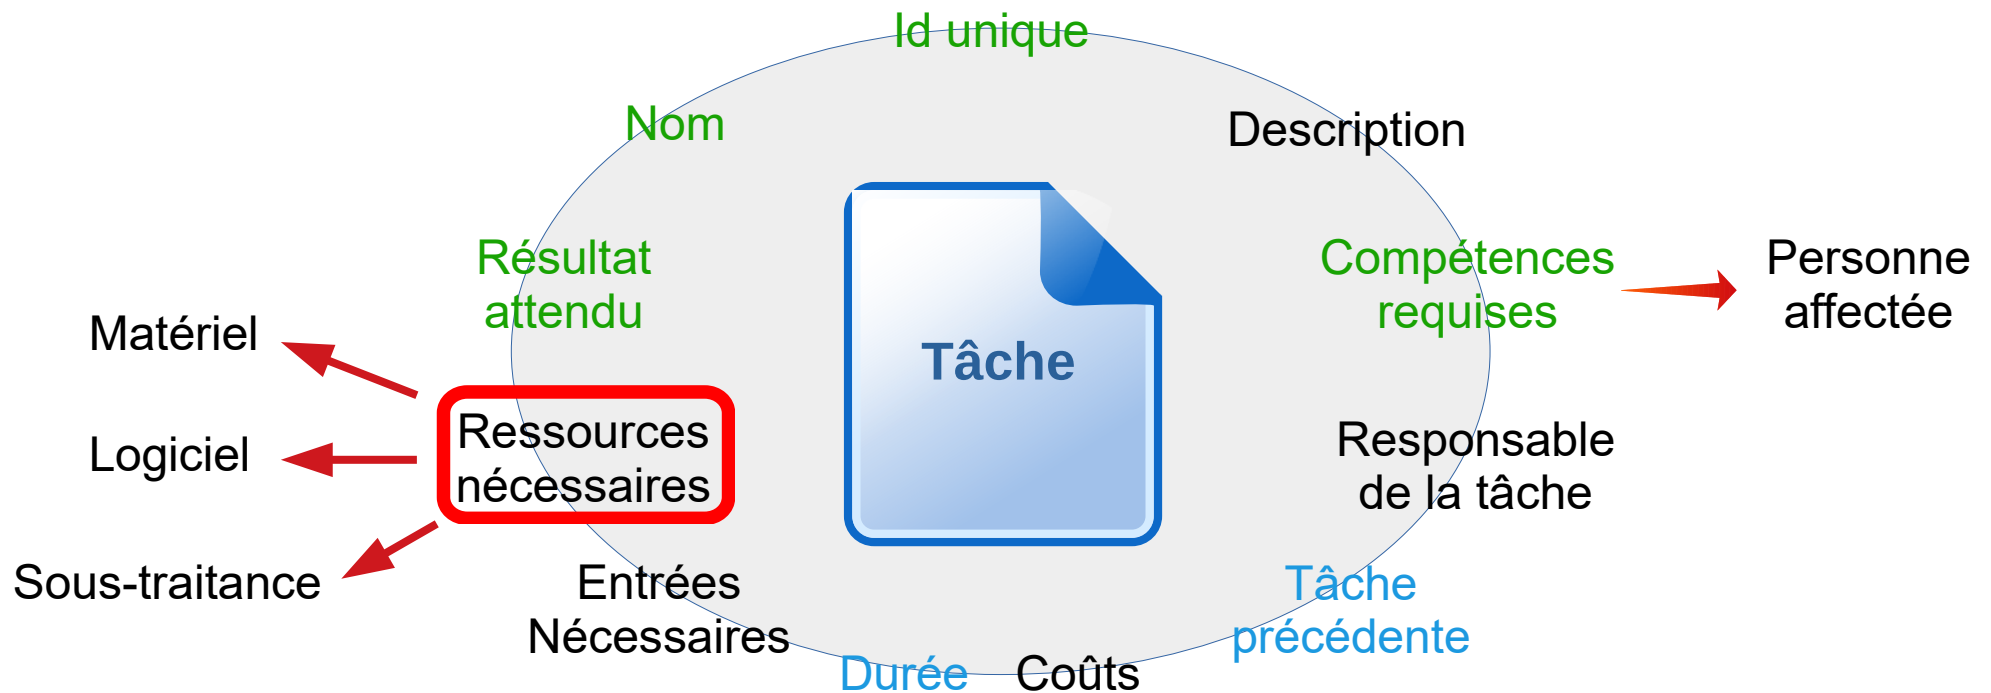 Id unique
Nom
Description
Résultat
attendu
Compétences
requises
Personne
affectée
Matériel
Tâche
Ressources
nécessaires
Logiciel
Responsable
de la tâche
Sous-traitance
Entrées
Nécessaires
Tâche
précédente
Durée
Coûts